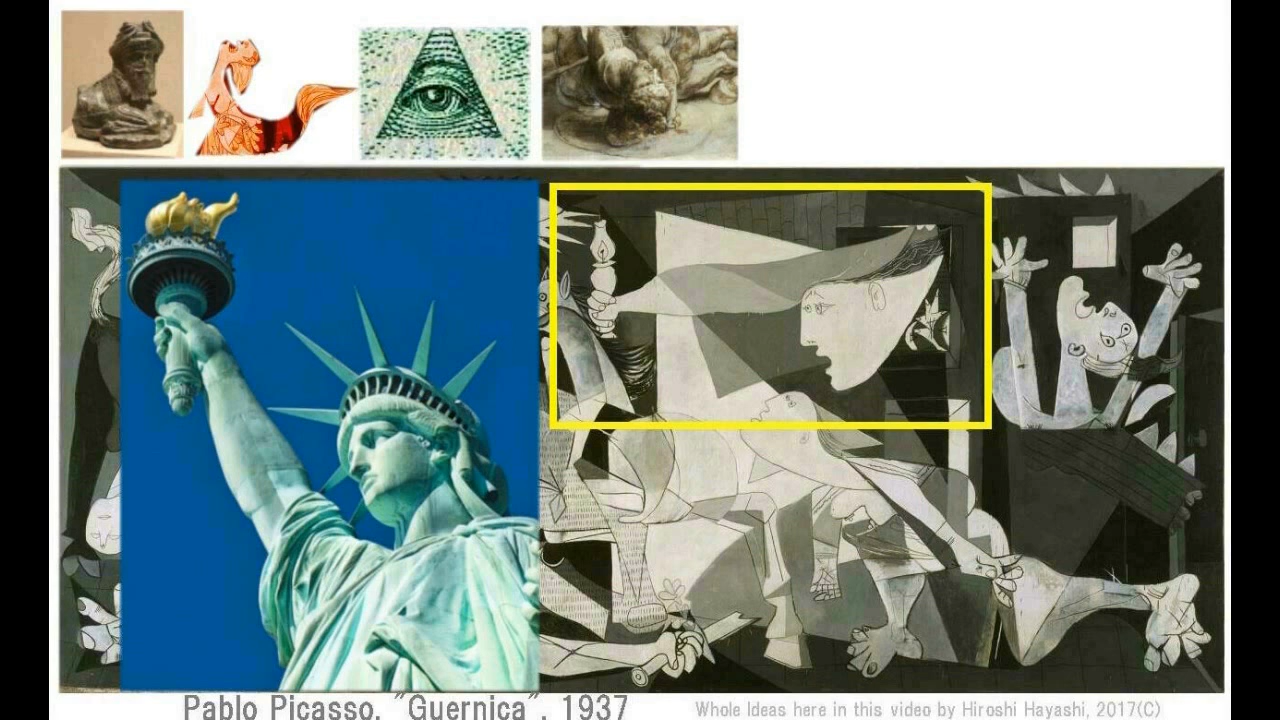 Pablo Picasso. "Guernica". 1937
Whole Ideas here in this video by Hiroshi Hayashi, 2017(C)